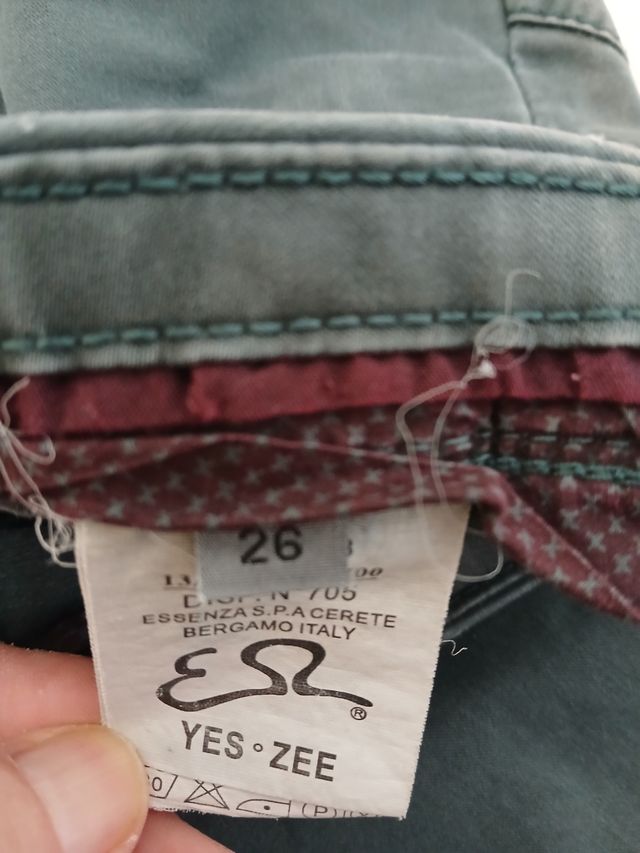 26
DISP. N° 705
ESSENZA S.P.A CERETE
BERGAMO ITALY
®
YES ° ZEE
(P)